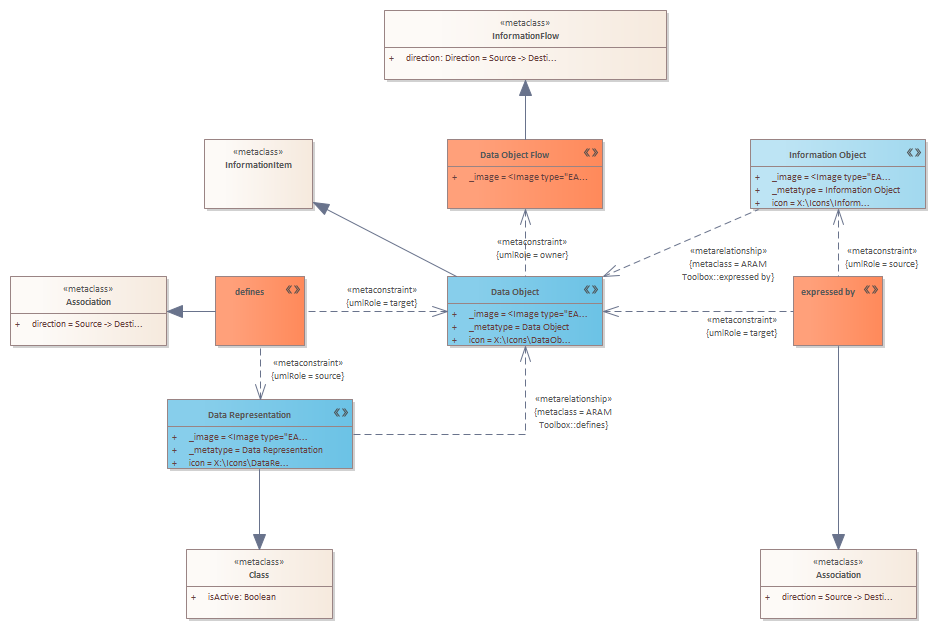 «metaclass»
InformationFlow
+ direction: Direction = Source -> Desti...
«metaclass»
InformationItem
Data Object Flow «»
+ _image = <Image type="EA...
Information Object «»
+ _image = <Image type="EA...
+ _metatype = Information Object
icon = X:\Icons\Inform...
«metaconstraint»
{umlRole = owner}
«metarelationship»
{metaclass = ARAM
Toolbox::expressed by}
«metaconstraint»
{umlRole = source}
«metaclass»
Association
+ direction = Source -> Desti...
defines «»
«metaconstraint»
{umlRole = target}
Data Object «»
+ _image = <Image type="EA...
+ _metatype = Data Object
+ icon = X:\Icons\DataOb...
expressed by «»
«metaconstraint»
{umlRole = target}
«metaconstraint»
{umlRole = source}
Data Representation «»
+ _image = <Image type="EA...
+ _metatype = Data Representation
+ icon = X:\Icons\DataRe...
«metarelationship»
{metaclass = ARAM
Toolbox::defines}
«metaclass»
Class
+ isActive: Boolean
«metaclass»
Association
+ direction = Source -> Desti...